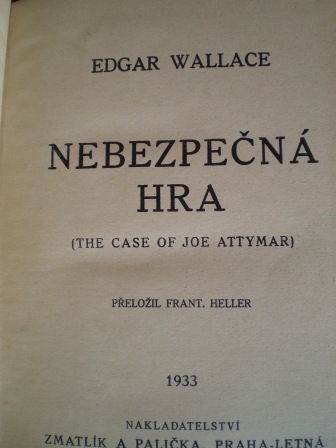 EDGAR WALLACE
NEBEZPEČNÁ
HRA
(THE CASE OF JOE ATTYMAR)
PŘELOŽIL FRANT. HELLER
1933
NAKLADATELSTVÍ
ZMATLÍK A PALIČKA, PRAHA-LETNÁ